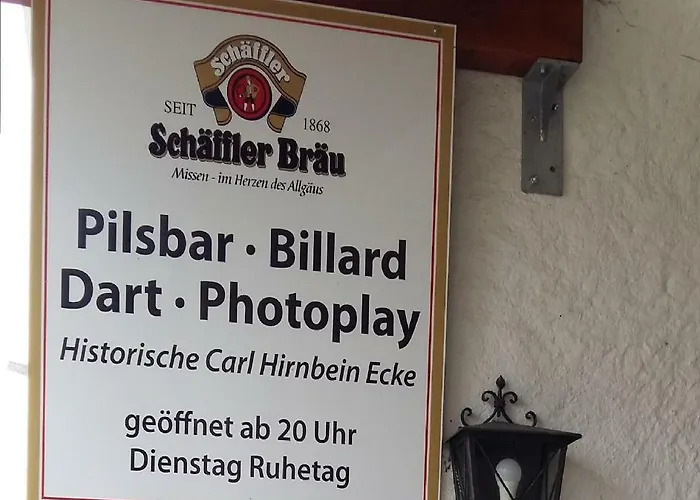 Schäffler
SEIT 1868
Schäffler Bräu
Missen - im Herzen des Allgäus
Pilsbar · Billard
Dart · Photoplay
Historische Carl Hirnbein Ecke
geöffnet ab 20 Uhr
Dienstag Ruhetag